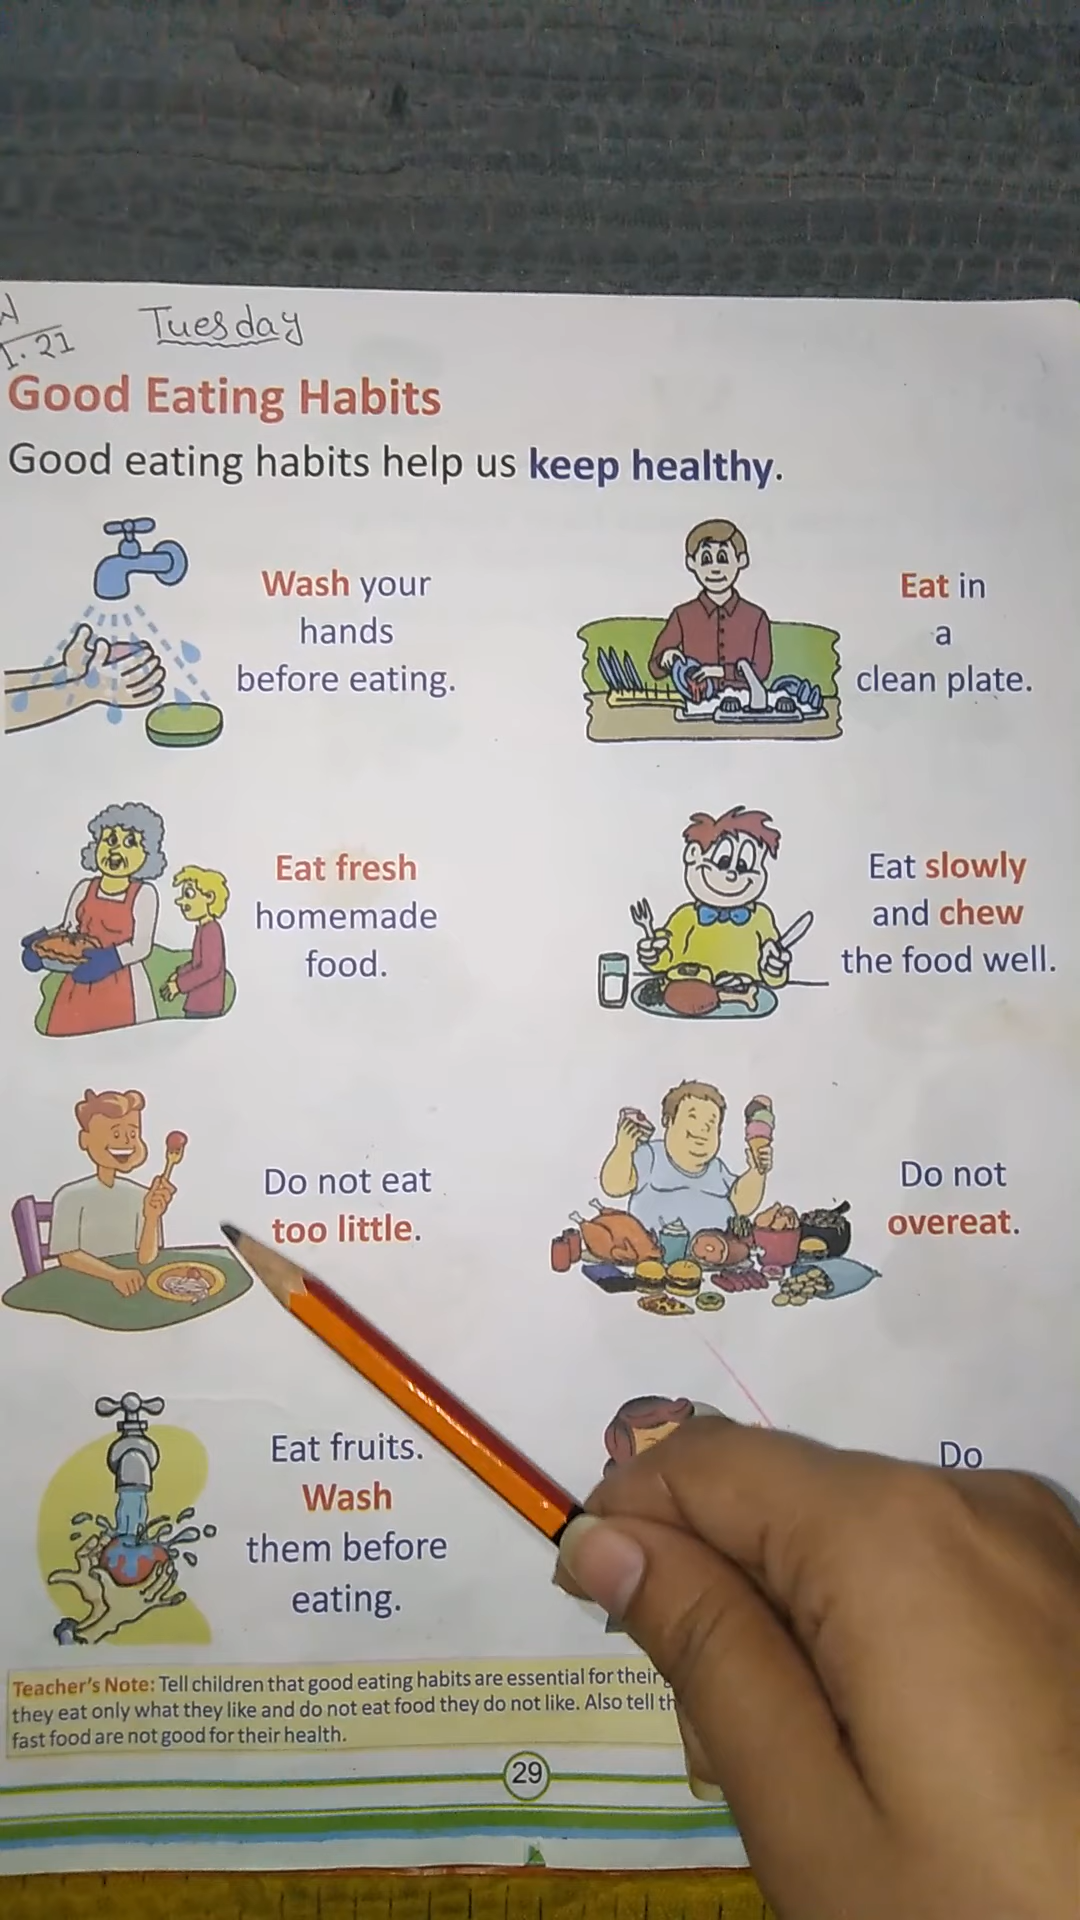 Tuesday
1.21
Good Eating Habits
Good eating habits help us keep healthy.
Wash your
hands
before eating.
Eat in
a
clean plate.
Eat fresh
homemade
food.
Eat slowly
and chew
the food well.
Do not eat
too little.
Do not
overeat.
Eat fruits.
Wash
them before
eating.
Do
Teacher's Note: Tell children that good eating habits are essential for their
they eat only what they like and do not eat food they do not like. Also tell
fast food are not good for their health.
29